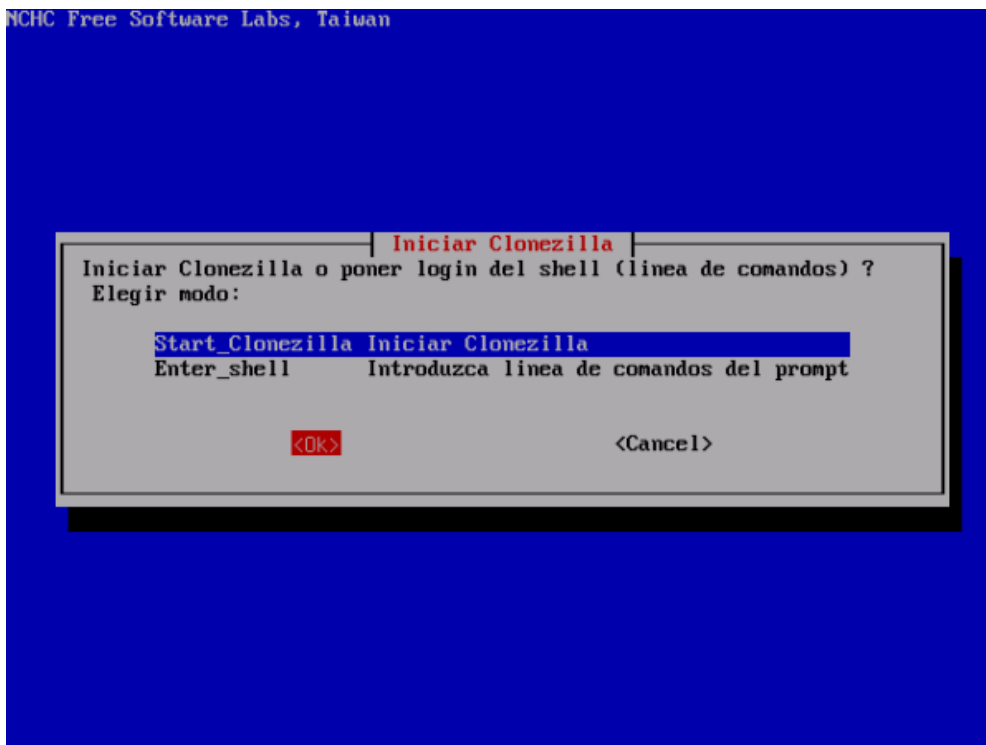 NCHC Free Software Labs, Taiwan
Iniciar Clonezilla
Iniciar Clonezilla o poner login del shell (linea de comandos) ?
Elegir modo:
Start_Clonezilla Iniciar Clonezilla
Enter_shell Introduzca linea de comandos del prompt
<Ok> <Cancel>